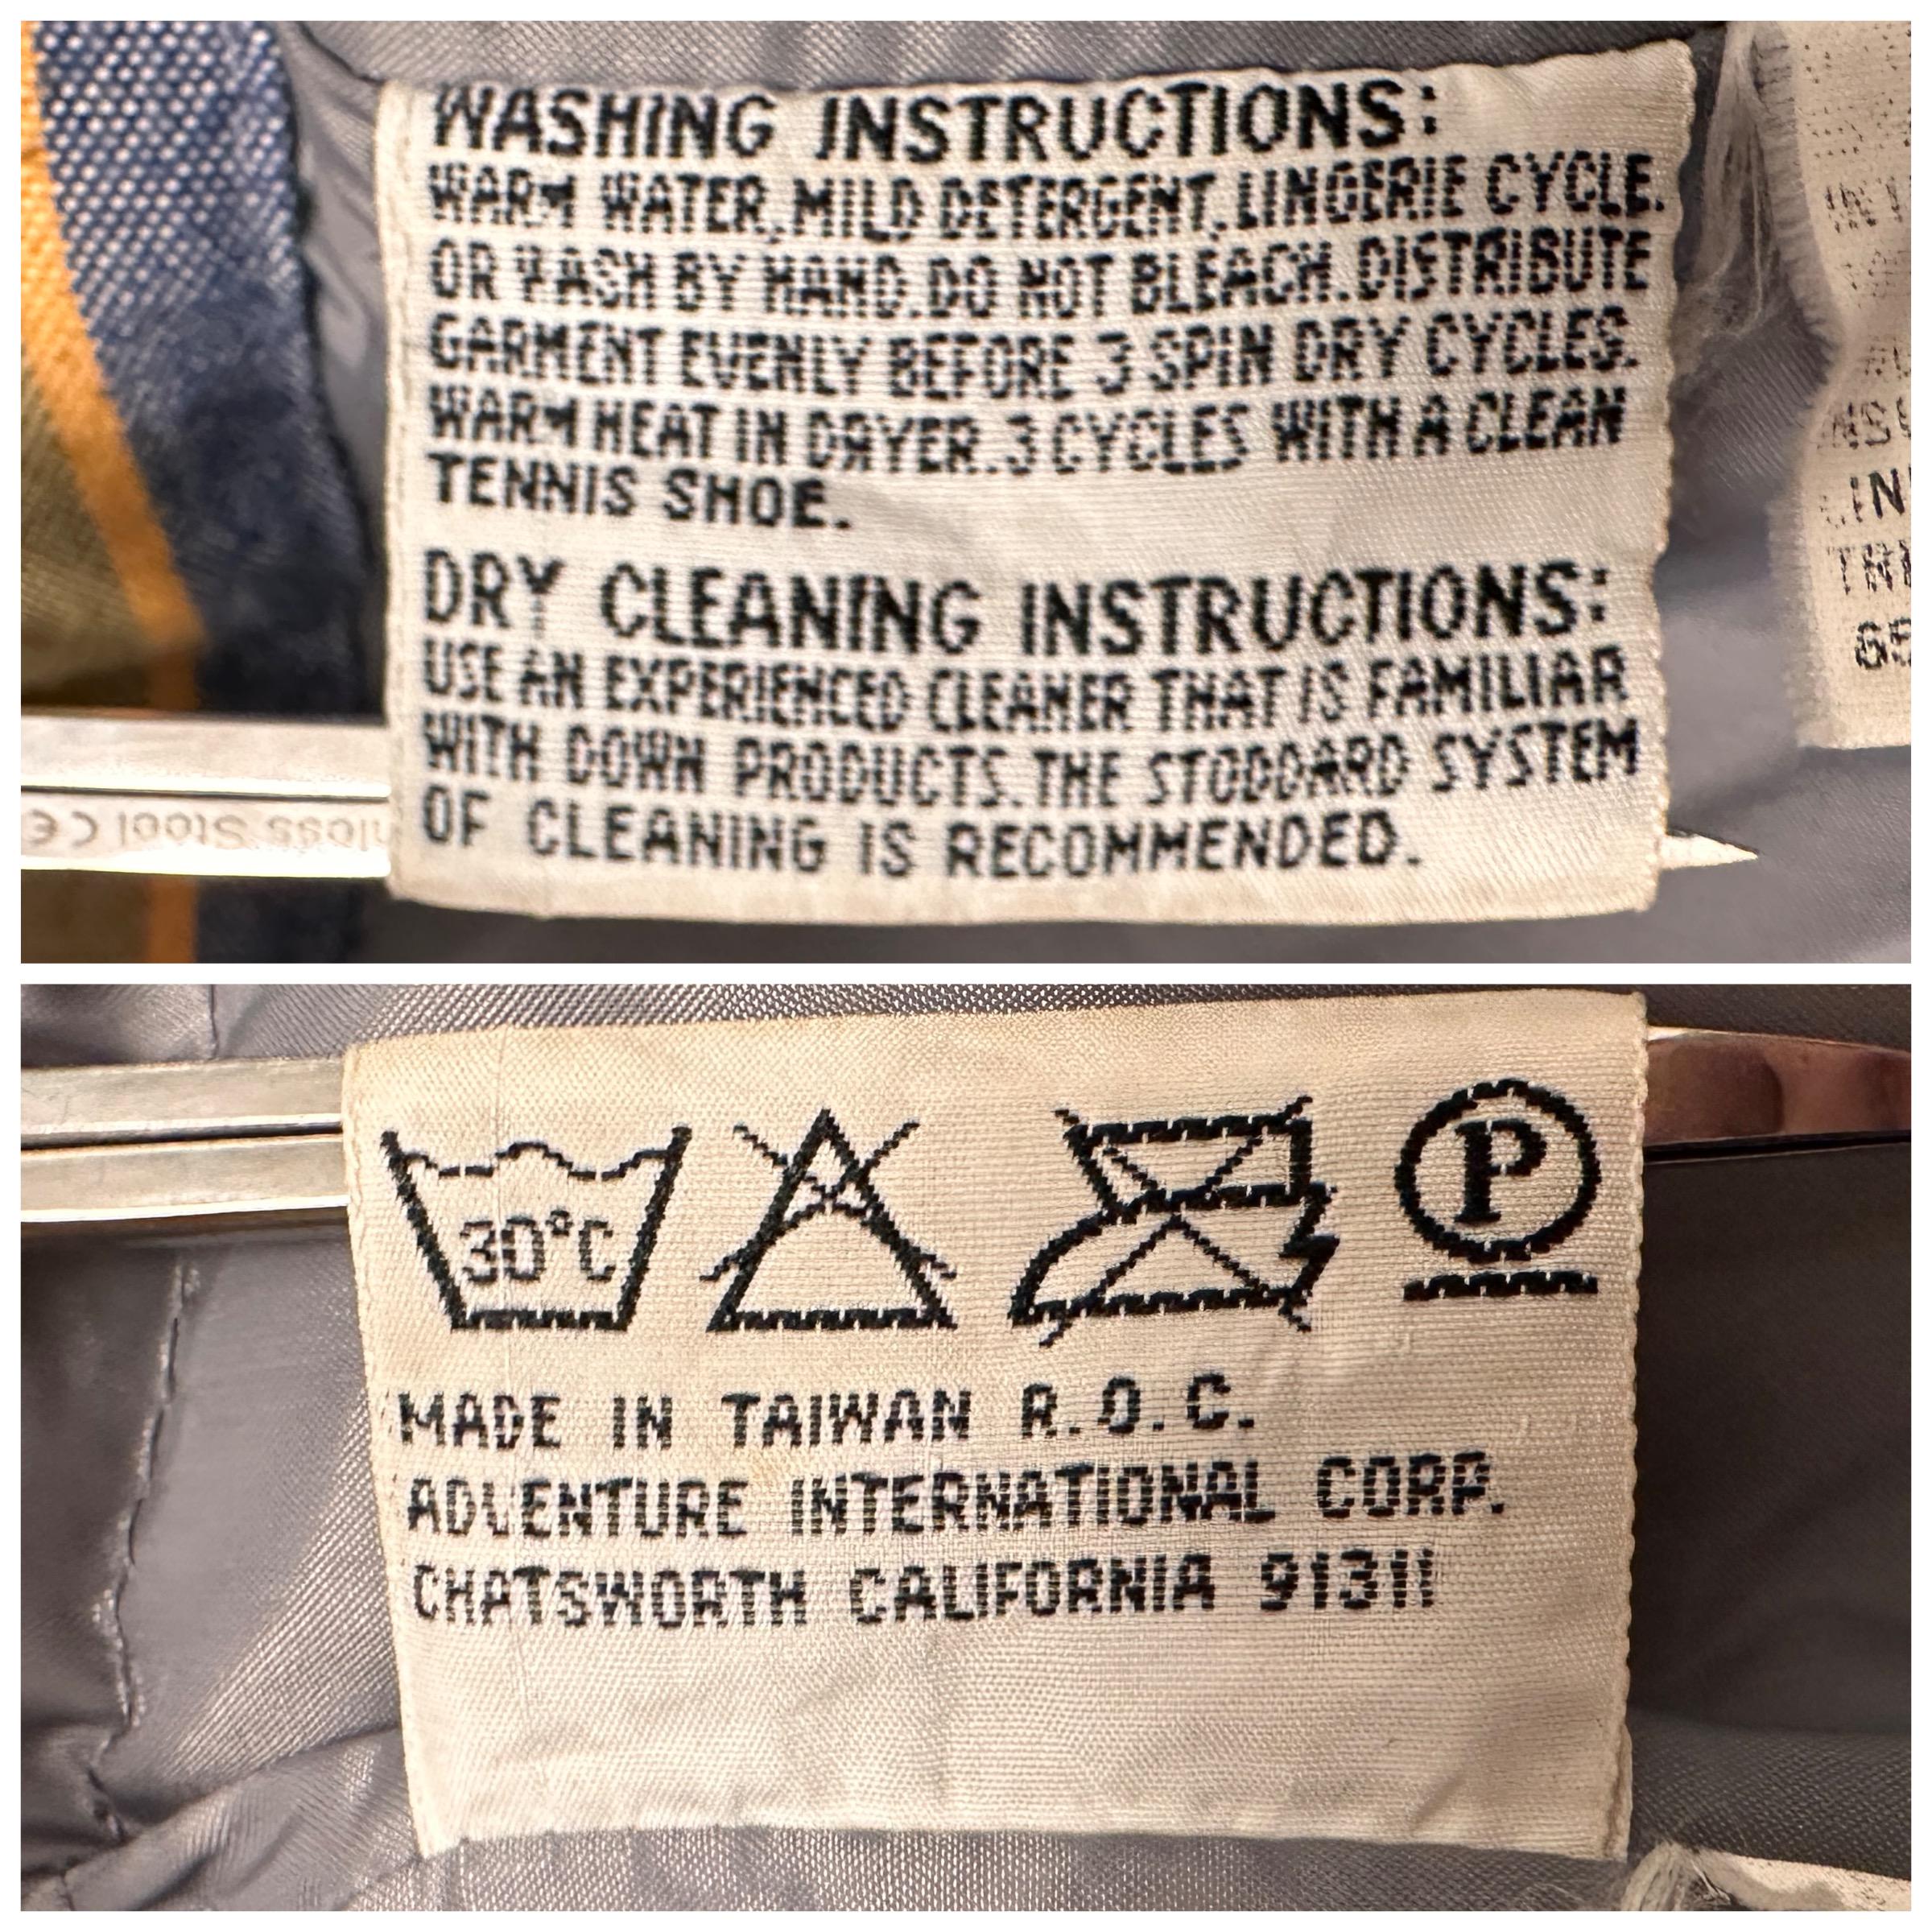 WASHING INSTRUCTIONS:
WARM WATER, MILD DETERGENT, LINGERIE CYCLE.
OR WASH BY HAND. DO NOT BLEACH. DISTRIBUTE
GARMENT EVENLY BEFORE 3 SPIN DRY CYCLES.
WARM HEAT IN DRYER. 3 CYCLES WITH A CLEAN
TENNIS SHOE.
DRY CLEANING INSTRUCTIONS:
USE AN EXPERIENCED CLEANER THAT IS FAMILIAR
WITH DOWN PRODUCTS. THE STODDARD SYSTEM
OF CLEANING IS RECOMMENDED.
Stool CE
30°C
P
MADE IN TAIWAN R.O.C.
ADVENTURE INTERNATIONAL CORP.
CHATSWORTH CALIFORNIA 91311